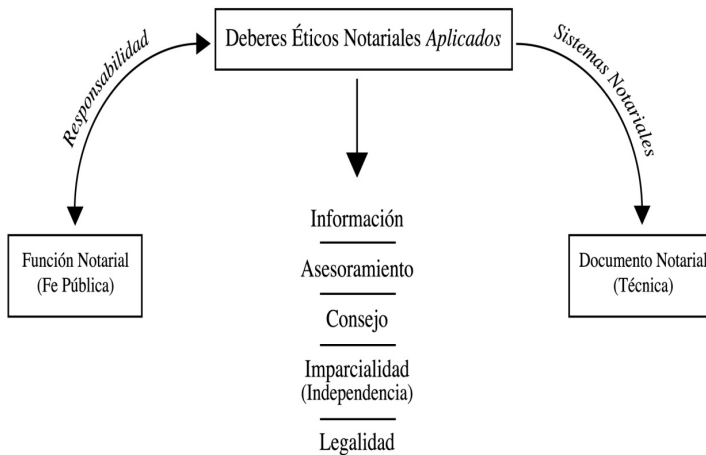 Deberes Éticos Notariales Aplicados
Responsabilidad
Sistemas Notariales
Función Notarial
(Fe Pública)
Información
Asesoramiento
Consejo
Imparcialidad
(Independencia)
Legalidad
Documento Notarial
(Técnica)